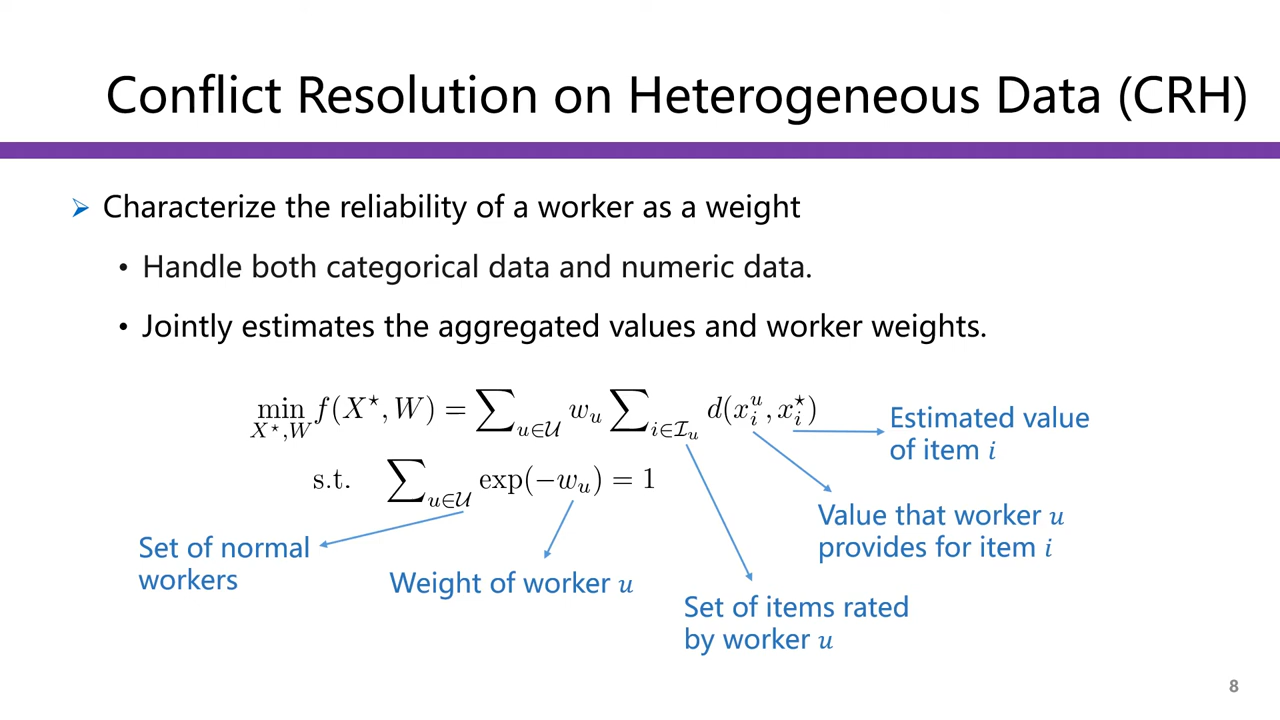 Conflict Resolution on Heterogeneous Data (CRH)
➢ Characterize the reliability of a worker as a weight
• Handle both categorical data and numeric data.
• Jointly estimates the aggregated values and worker weights.
min_{X⋆,W} f(X⋆, W) = ∑_{u∈𝒰} w_u ∑_{i∈ℐ_u} d(x_i^u, x_i^⋆)
s.t. ∑_{u∈𝒰} exp(−w_u) = 1
Estimated value
of item i
Value that worker u
provides for item i
Set of normal
workers
Weight of worker u
Set of items rated
by worker u
8